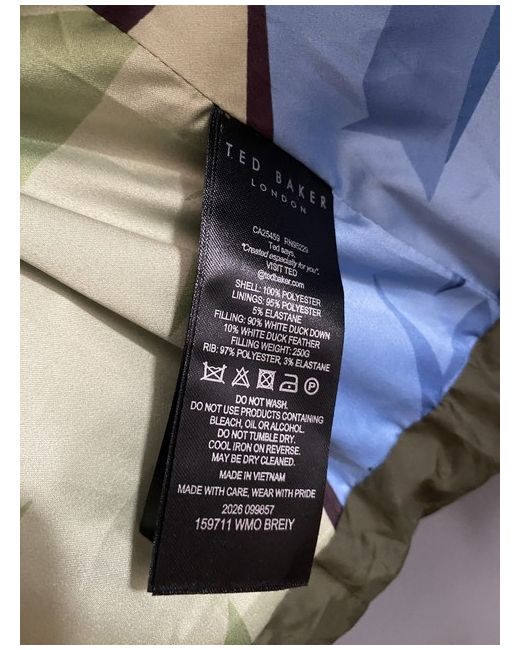 TED BAKER
LONDON
CA25453 RN95229
Ted says,
"Created especially for you".
VISIT TED
@tedbaker.com
SHELL: 100% POLYESTER
LININGS: 95% POLYESTER
5% ELASTANE
FILLING: 90% WHITE DUCK DOWN
10% WHITE DUCK FEATHER
FILLING WEIGHT: 250G
RIB: 97% POLYESTER, 3% ELASTANE
P
DO NOT WASH.
DO NOT USE PRODUCTS CONTAINING
BLEACH, OIL OR ALCOHOL.
DO NOT TUMBLE DRY.
COOL IRON ON REVERSE.
MAY BE DRY CLEANED.
MADE IN VIETNAM
MADE WITH CARE, WEAR WITH PRIDE
2026 099857
159711 WMO BREIY